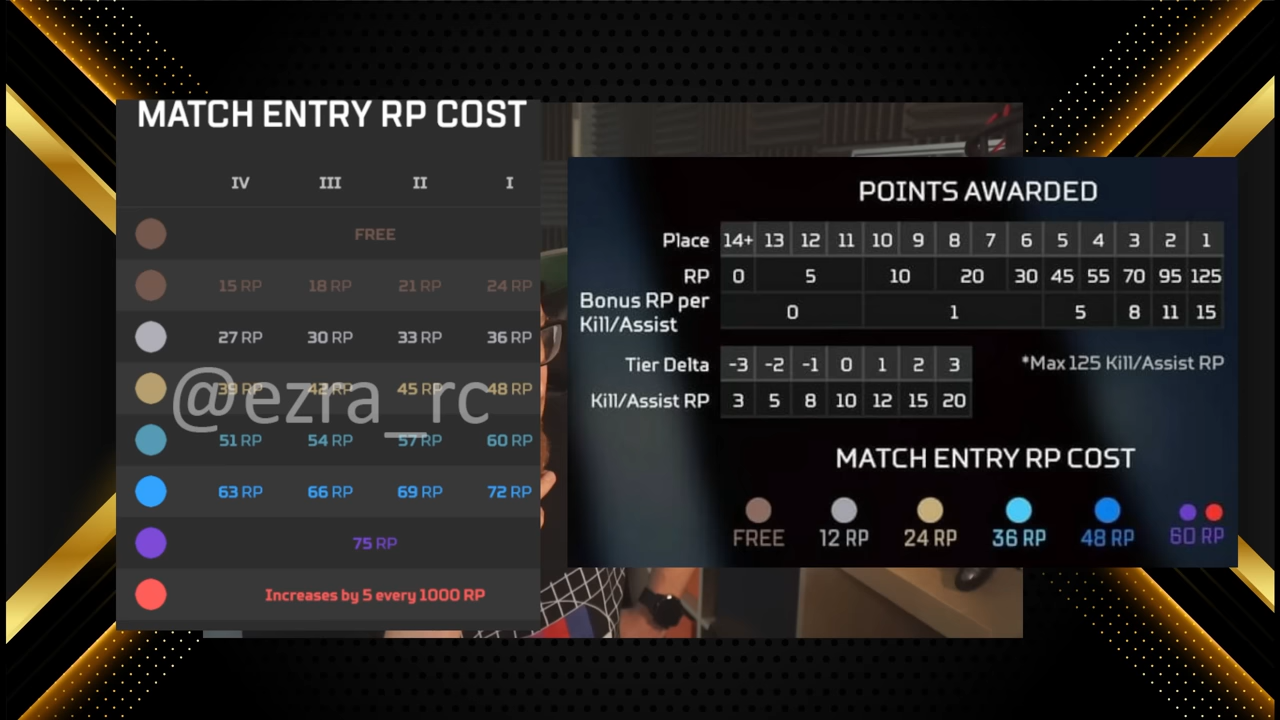 MATCH ENTRY RP COST
IV III II I
FREE
15 RP 18 RP 21 RP 24 RP
27 RP 30 RP 33 RP 36 RP
39 RP 42 RP 45 RP 48 RP
@ezra_rc
51 RP 54 RP 57 RP 60 RP
63 RP 66 RP 69 RP 72 RP
75 RP
Increases by 5 every 1000 RP
POINTS AWARDED
Place 14+ 13 12 11 10 9 8 7 6 5 4 3 2 1
RP 0 5 10 20 30 45 55 70 95 125
Bonus RP per
Kill/Assist 0 1 5 8 11 15
Tier Delta -3 -2 -1 0 1 2 3 *Max 125 Kill/Assist RP
Kill/Assist RP 3 5 8 10 12 15 20
MATCH ENTRY RP COST
FREE 12 RP 24 RP 36 RP 48 RP 60 RP